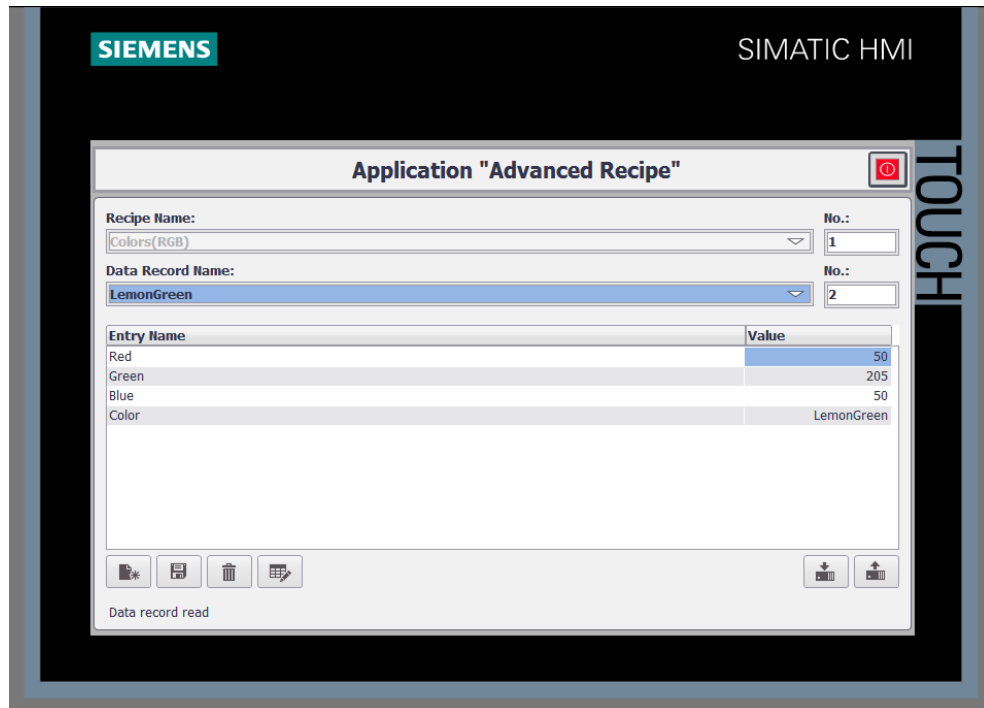 SIEMENS
SIMATIC HMI
TOUCH
Application "Advanced Recipe"
Recipe Name:
No.:
Colors(RGB)
1
Data Record Name:
No.:
LemonGreen
2
Entry Name
Value
Red
50
Green
205
Blue
50
Color
LemonGreen
Data record read